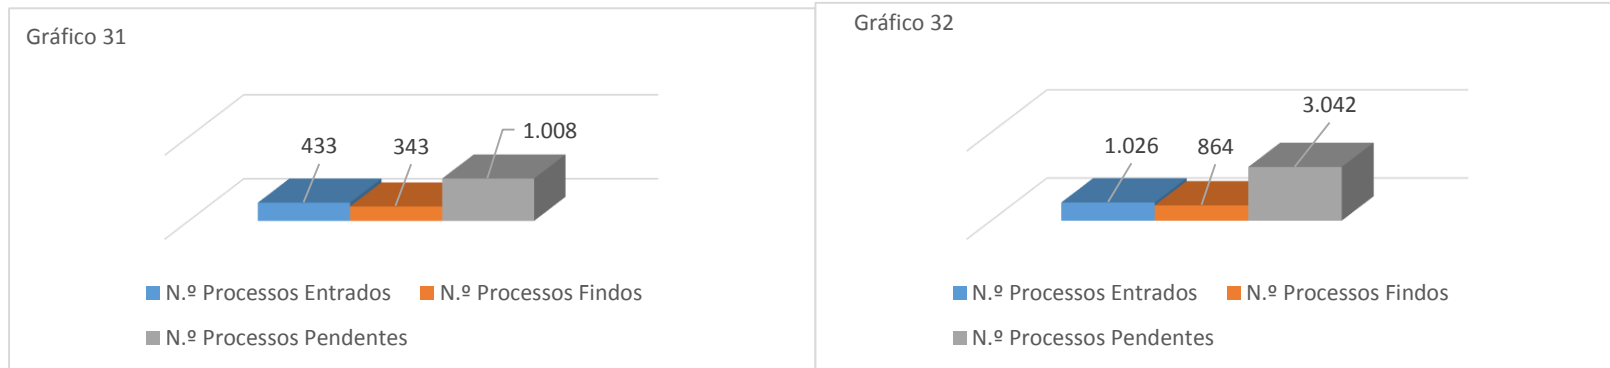 Gráfico 31
433
343
1.008
N.º Processos Entrados
N.º Processos Findos
N.º Processos Pendentes
Gráfico 32
1.026
864
3.042
N.º Processos Entrados
N.º Processos Findos
N.º Processos Pendentes